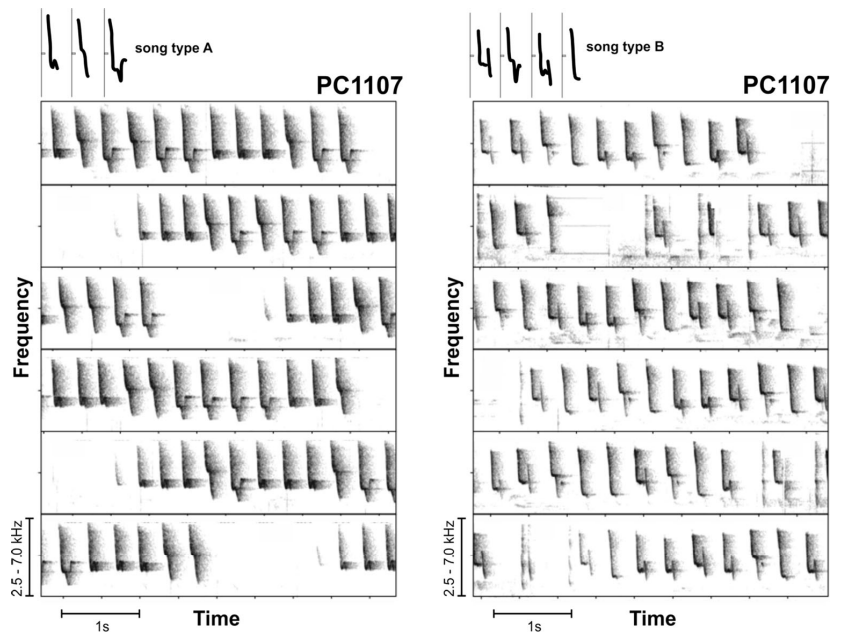 song type A
PC1107
Frequency
2.5 - 7.0 kHz
1s
Time
song type B
PC1107
Frequency
2.5 - 7.0 kHz
1s
Time